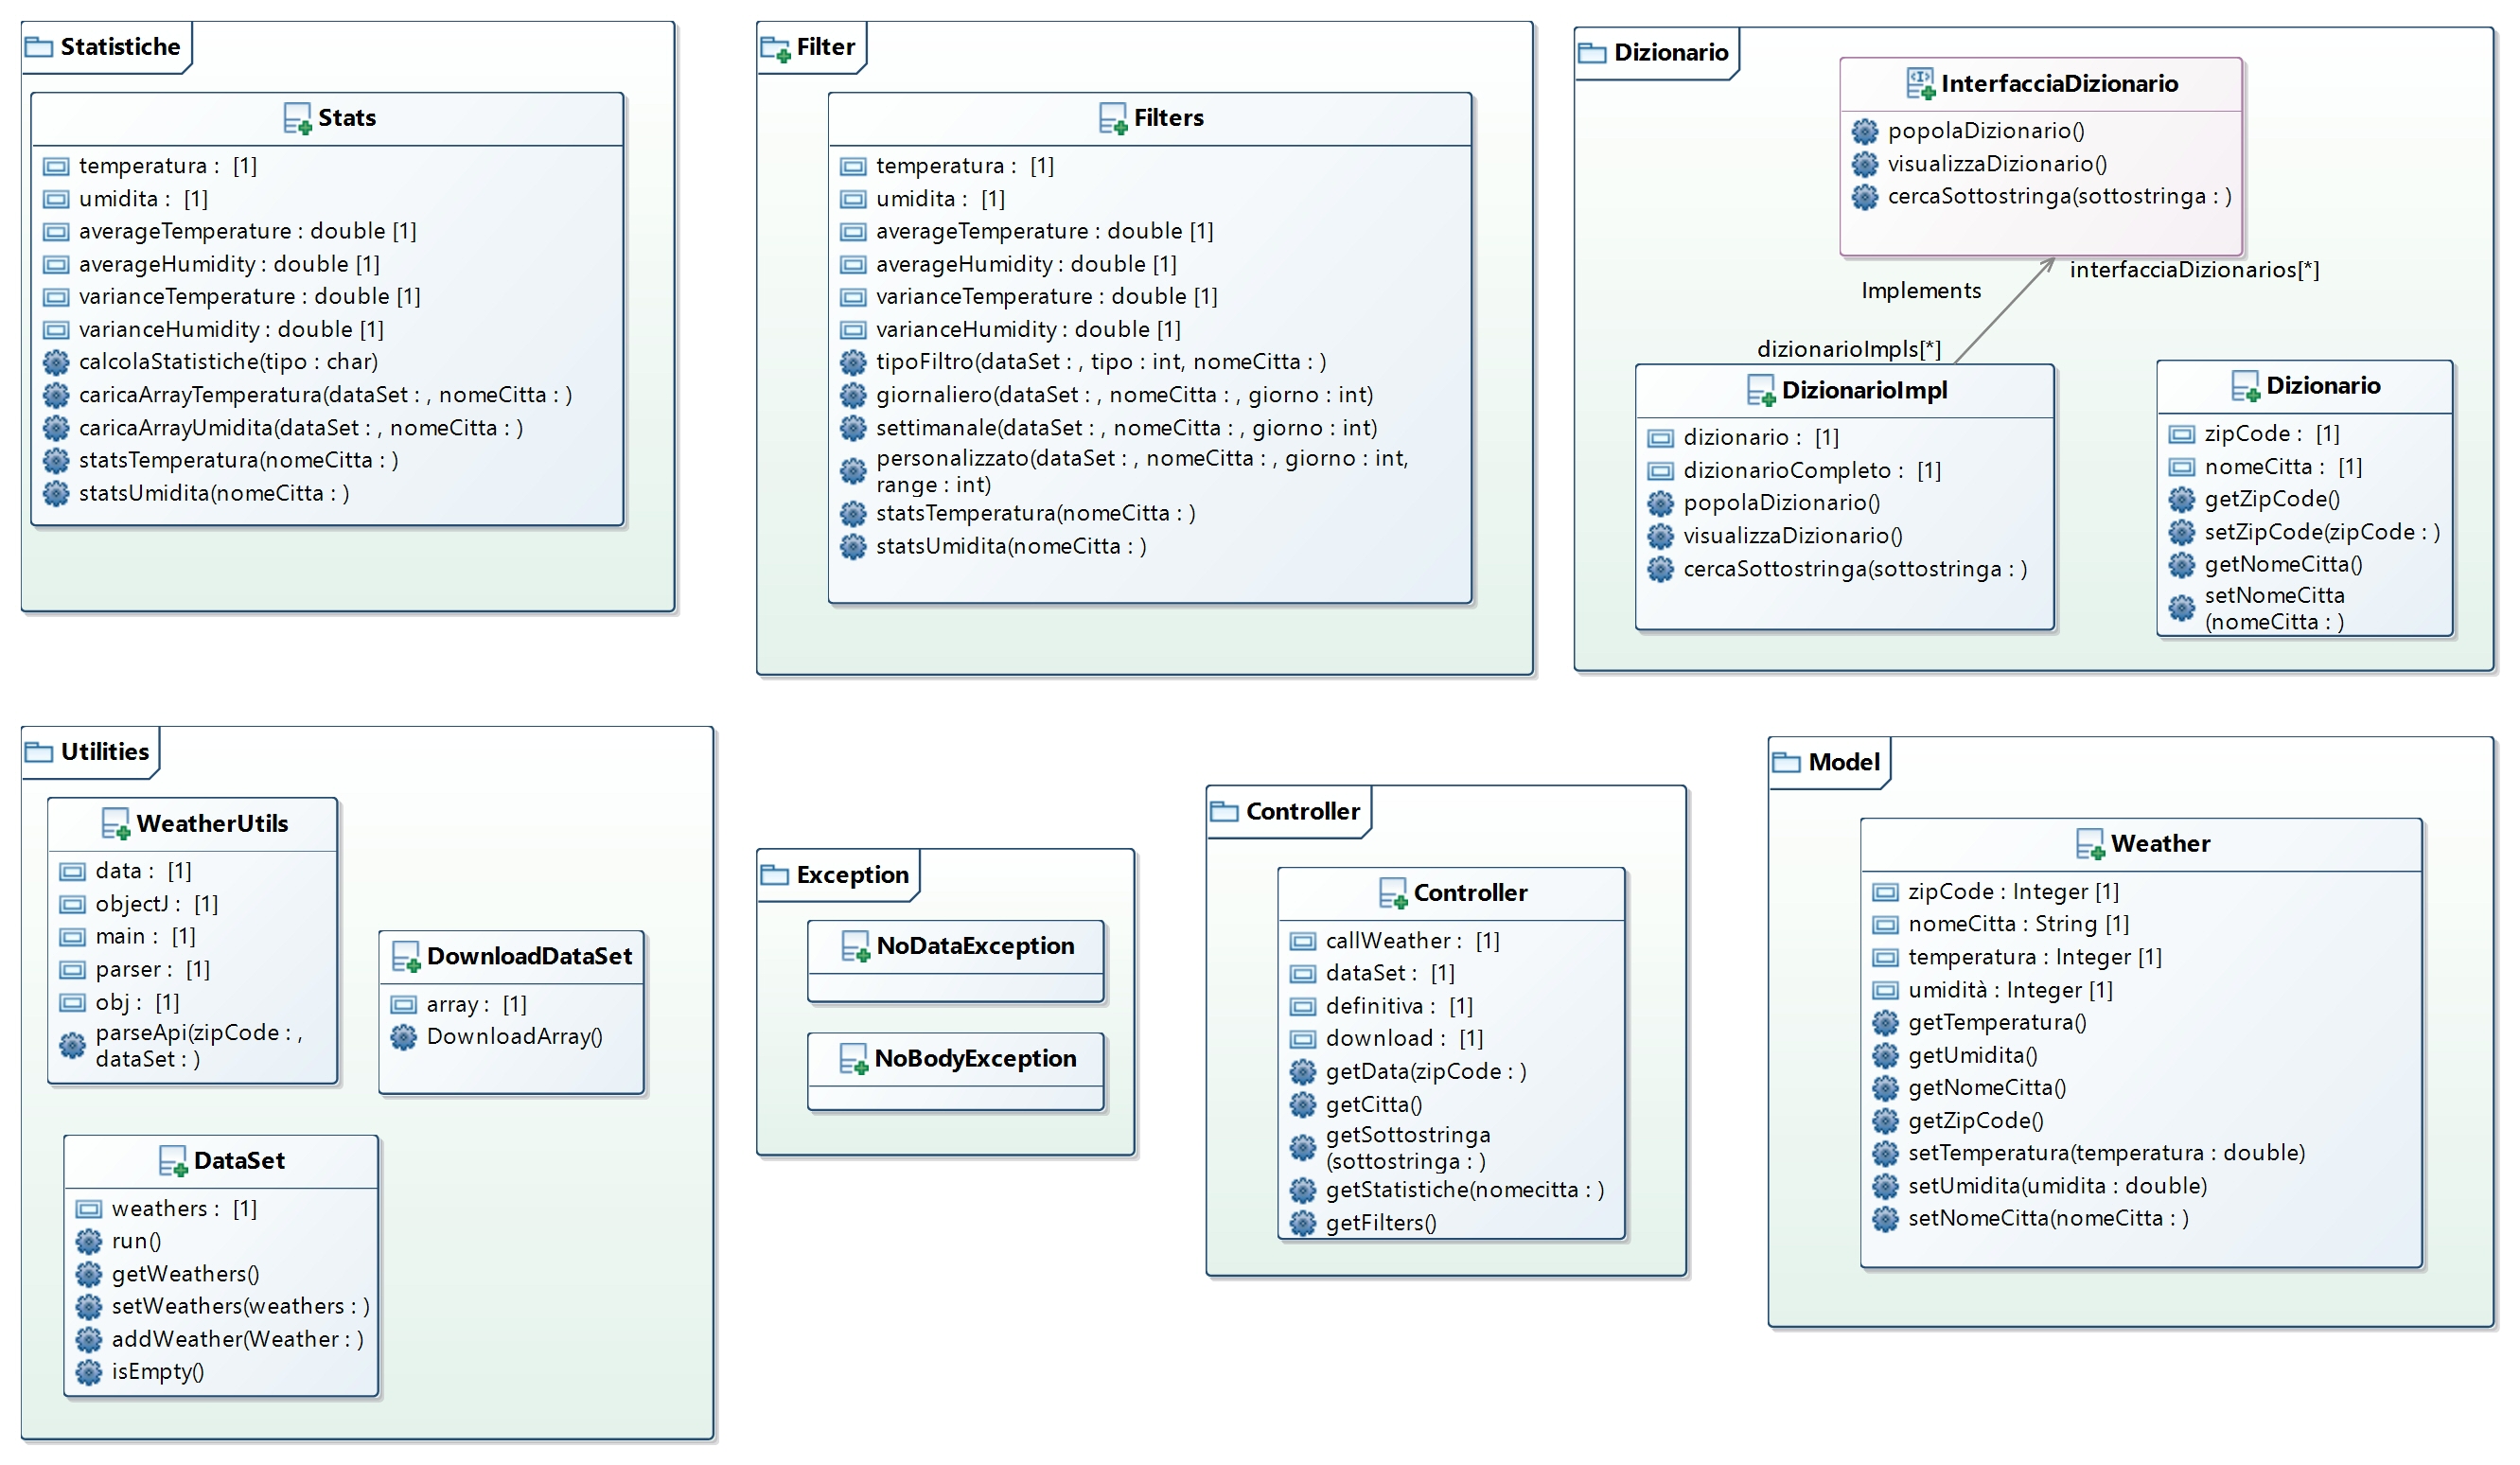 Statistiche
Stats
temperatura : [1]
umidita : [1]
averageTemperature : double [1]
averageHumidity : double [1]
varianceTemperature : double [1]
varianceHumidity : double [1]
calcolaStatistiche(tipo : char)
caricaArrayTemperatura(dataSet : , nomeCitta : )
caricaArrayUmidita(dataSet : , nomeCitta : )
statsTemperatura(nomeCitta : )
statsUmidita(nomeCitta : )
Filter
Filters
temperatura : [1]
umidita : [1]
averageTemperature : double [1]
averageHumidity : double [1]
varianceTemperature : double [1]
varianceHumidity : double [1]
tipoFiltro(dataSet : , tipo : int, nomeCitta : )
giornaliero(dataSet : , nomeCitta : , giorno : int)
settimanale(dataSet : , nomeCitta : , giorno : int)
personalizzato(dataSet : , nomeCitta : , giorno : int,
range : int)
statsTemperatura(nomeCitta : )
statsUmidita(nomeCitta : )
Dizionario
InterfacciaDizionario
popolaDizionario()
visualizzaDizionario()
cercaSottostringa(sottostringa : )
interfacciaDizionarios[*]
Implements
dizionarioImpls[*]
DizionarioImpl
dizionario : [1]
dizionarioCompleto : [1]
popolaDizionario()
visualizzaDizionario()
cercaSottostringa(sottostringa : )
Dizionario
zipCode : [1]
nomeCitta : [1]
getZipCode()
setZipCode(zipCode : )
getNomeCitta()
setNomeCitta
(nomeCitta : )
Utilities
WeatherUtils
data : [1]
objectJ : [1]
main : [1]
parser : [1]
obj : [1]
parseApi(zipCode : ,
dataSet : )
DownloadDataSet
array : [1]
DownloadArray()
DataSet
weathers : [1]
run()
getWeathers()
setWeathers(weathers : )
addWeather(Weather : )
isEmpty()
Exception
NoDataException
NoBodyException
Controller
Controller
callWeather : [1]
dataSet : [1]
definitiva : [1]
download : [1]
getData(zipCode : )
getCitta()
getSottostringa
(sottostringa : )
getStatistiche(nomecitta : )
getFilters()
Model
Weather
zipCode : Integer [1]
nomeCitta : String [1]
temperatura : Integer [1]
umidità : Integer [1]
getTemperatura()
getUmidita()
getNomeCitta()
getZipCode()
setTemperatura(temperatura : double)
setUmidita(umidita : double)
setNomeCitta(nomeCitta : )